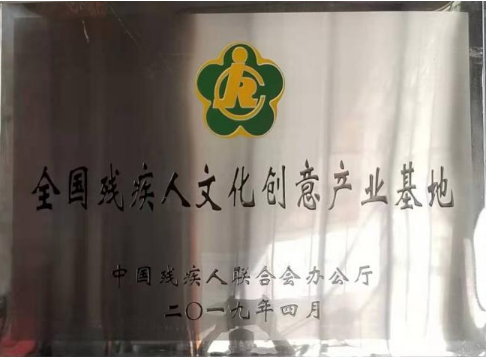 全国残疾人文化创意产业基地
中国残疾人联合会办公厅
二〇一九年四月